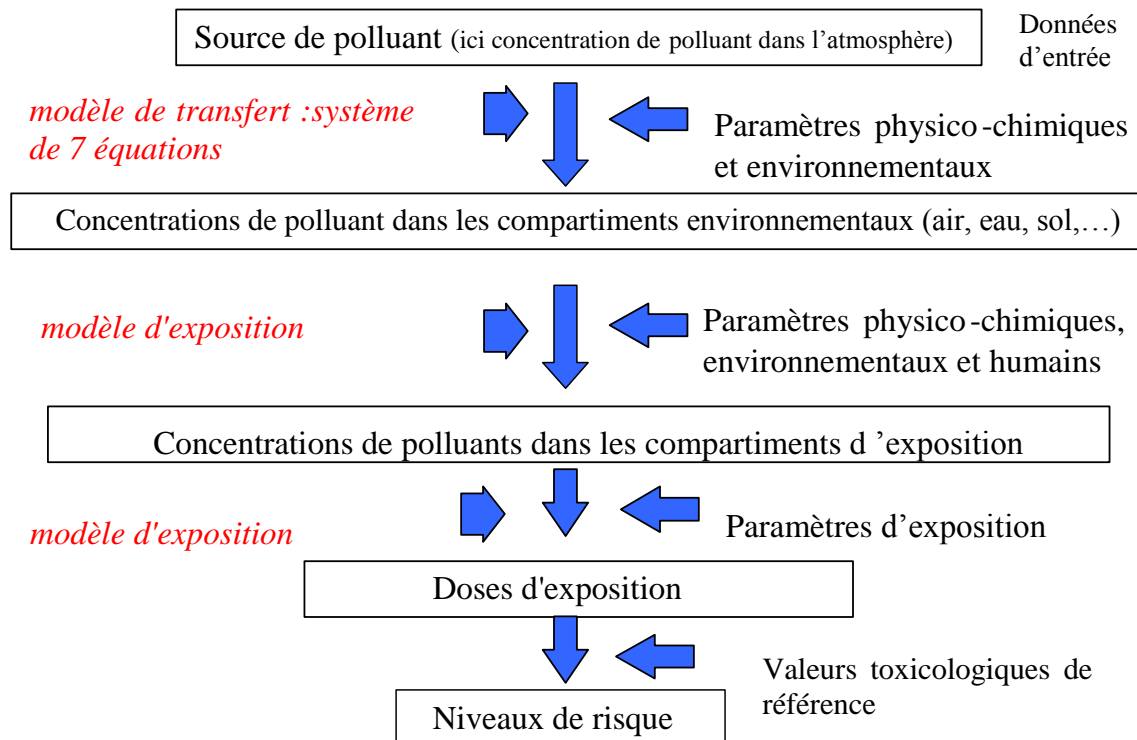 Source de polluant (ici concentration de polluant dans l’atmosphère)
Données
d’entrée
modèle de transfert :système
de 7 équations
Paramètres physico-chimiques
et environnementaux
Concentrations de polluant dans les compartiments environnementaux (air, eau, sol,…)
modèle d'exposition
Paramètres physico-chimiques,
environnementaux et humains
Concentrations de polluants dans les compartiments d ’exposition
modèle d'exposition
Paramètres d’exposition
Doses d'exposition
Valeurs toxicologiques de
référence
Niveaux de risque